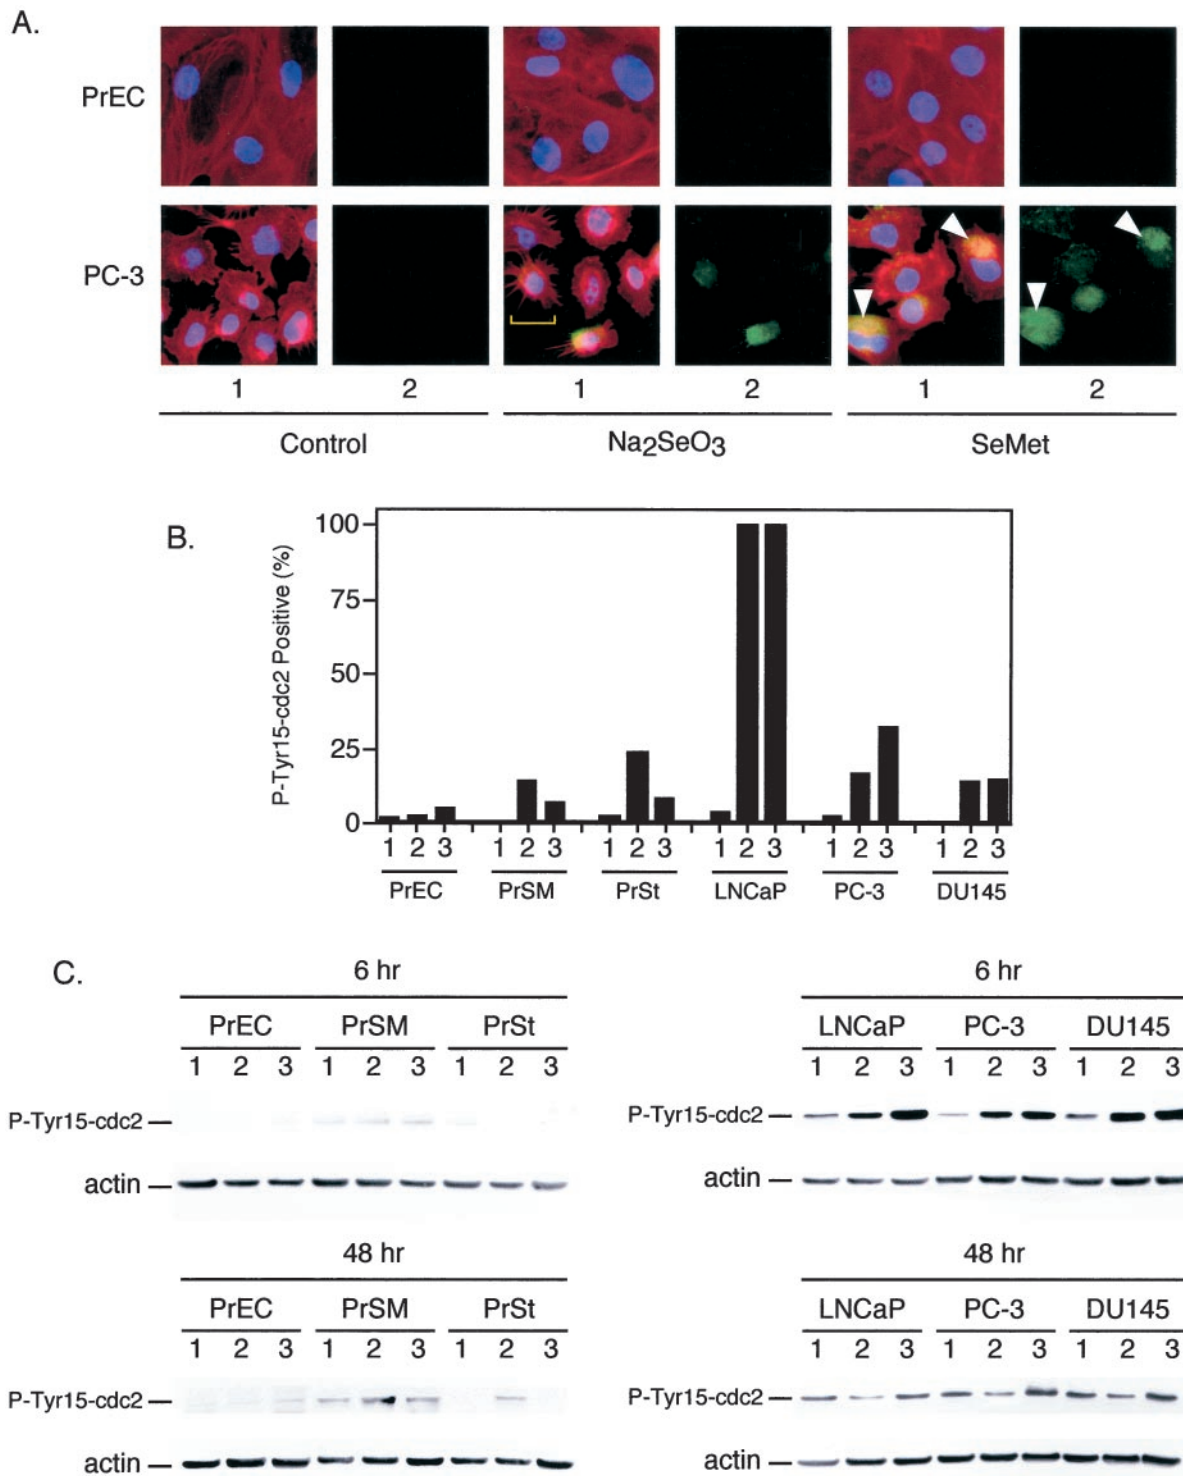 A.
PrEC
PC-3
1 2 1 2 1 2
Control Na2SeO3 SeMet
B.
P-Tyr15-cdc2 Positive (%)
100
75
50
25
0
1 2 3 1 2 3 1 2 3 1 2 3 1 2 3 1 2 3
PrEC PrSM PrSt LNCaP PC-3 DU145
C.
6 hr
PrEC PrSM PrSt
1 2 3 1 2 3 1 2 3
P-Tyr15-cdc2
actin
6 hr
LNCaP PC-3 DU145
1 2 3 1 2 3 1 2 3
P-Tyr15-cdc2
actin
48 hr
PrEC PrSM PrSt
1 2 3 1 2 3 1 2 3
P-Tyr15-cdc2
actin
48 hr
LNCaP PC-3 DU145
1 2 3 1 2 3 1 2 3
P-Tyr15-cdc2
actin